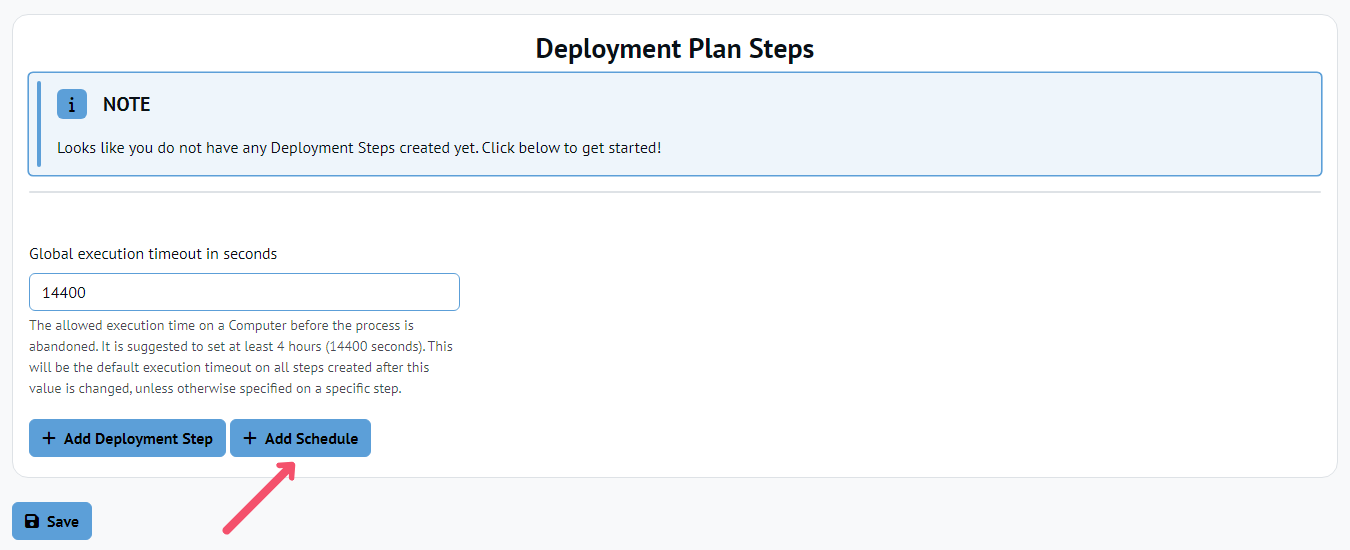 Deployment Plan Steps
i NOTE
Looks like you do not have any Deployment Steps created yet. Click below to get started!
Global execution timeout in seconds
14400
The allowed execution time on a Computer before the process is
abandoned. It is suggested to set at least 4 hours (14400 seconds). This
will be the default execution timeout on all steps created after this
value is changed, unless otherwise specified on a specific step.
+ Add Deployment Step + Add Schedule
Save